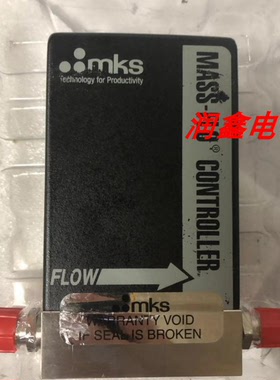 mks
Technology for Productivity
MASS-FLO® CONTROLLER
润鑫电
FLOW
mks
WARRANTY VOID
IF SEAL IS BROKEN